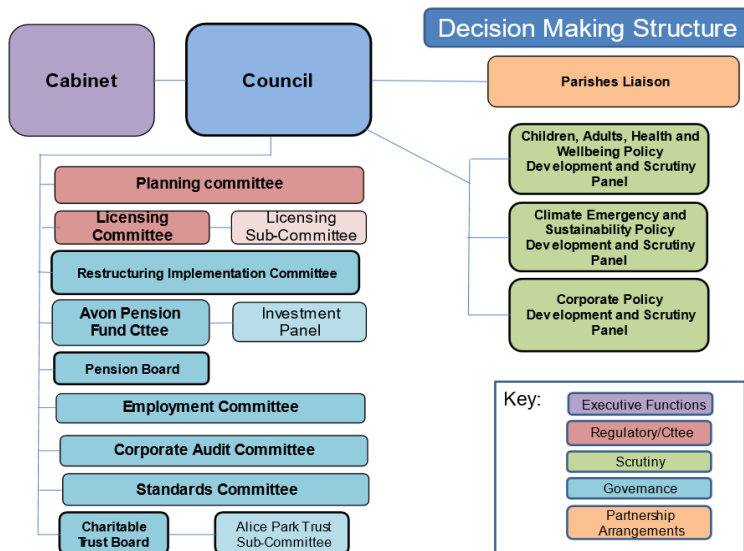 Decision Making Structure
Cabinet
Council
Parishes Liaison
Children, Adults, Health and
Wellbeing Policy
Development and Scrutiny
Panel
Climate Emergency and
Sustainability Policy
Development and Scrutiny
Panel
Corporate Policy
Development and Scrutiny
Panel
Planning committee
Licensing
Committee
Licensing
Sub-Committee
Restructuring Implementation Committee
Avon Pension
Fund Cttee
Investment
Panel
Pension Board
Employment Committee
Corporate Audit Committee
Standards Committee
Charitable
Trust Board
Alice Park Trust
Sub-Committee
Key:
Executive Functions
Regulatory/Cttee
Scrutiny
Governance
Partnership
Arrangements